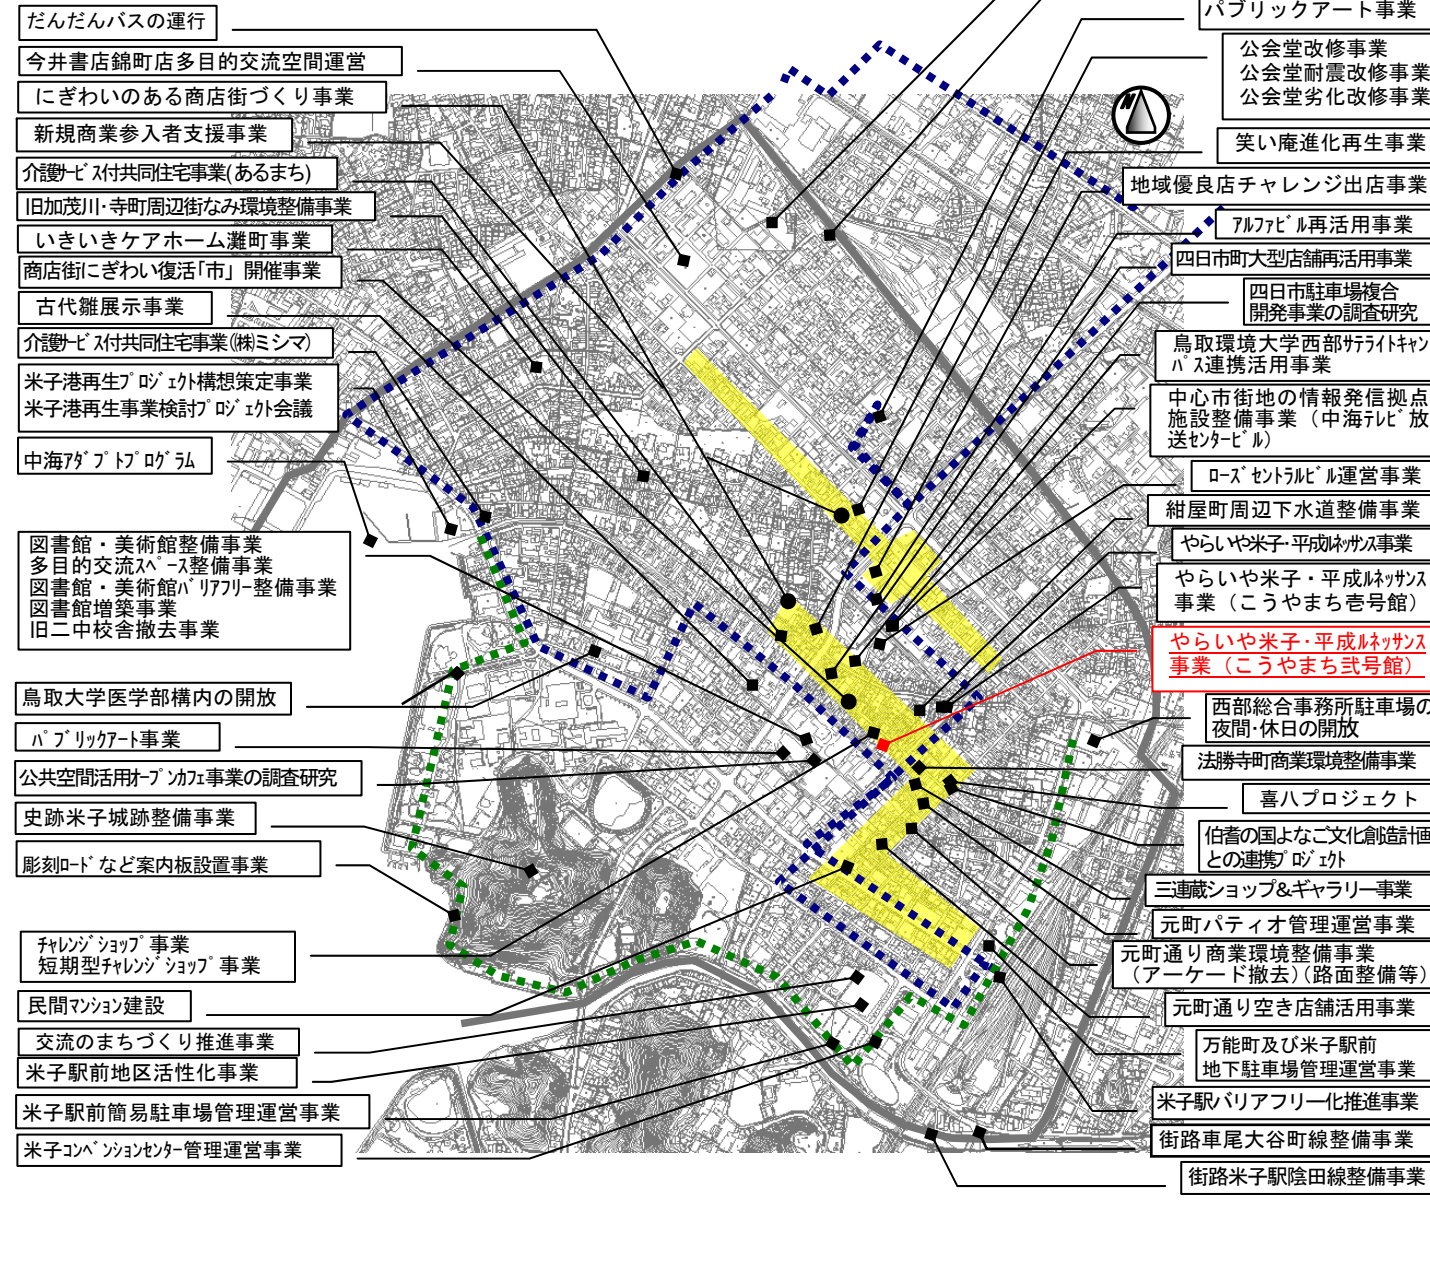 だんだんバスの運行
今井書店錦町店多目的交流空間運営
にぎわいのある商店街づくり事業
新規商業参入者支援事業
介護ｻｰﾋﾞｽ付共同住宅事業(あるまち)
旧加茂川･寺町周辺街なみ環境整備事業
いきいきケアホーム灘町事業
商店街にぎわい復活｢市｣ 開催事業
古代雛展示事業
介護ｻｰﾋﾞｽ付共同住宅事業(㈱ミシマ)
米子港再生ﾌﾟﾛｼﾞｪｸﾄ構想策定事業
米子港再生事業検討ﾌﾟﾛｼﾞｪｸﾄ会議
中海ｱﾀﾞﾌﾟﾄﾌﾟﾛｸﾞﾗﾑ
図書館・美術館整備事業
多目的交流ｽﾍﾟｰｽ整備事業
図書館・美術館ﾊﾞﾘｱﾌﾘｰ整備事業
図書館増築事業
旧二中校舎撤去事業
鳥取大学医学部構内の開放
ﾊﾟﾌﾞﾘｯｸｱｰﾄ事業
公共空間活用ｵｰﾌﾟﾝｶﾌｪ事業の調査研究
史跡米子城跡整備事業
彫刻ﾛｰﾄﾞなど案内板設置事業
ﾁｬﾚﾝｼﾞｼｮｯﾌﾟ事業
短期型ﾁｬﾚﾝｼﾞｼｮｯﾌﾟ事業
民間ﾏﾝｼｮﾝ建設
交流のまちづくり推進事業
米子駅前地区活性化事業
米子駅前簡易駐車場管理運営事業
米子ｺﾝﾍﾞﾝｼｮﾝｾﾝﾀｰ管理運営事業
パブリックアート事業
公会堂改修事業
公会堂耐震改修事業
公会堂劣化改修事業
N
笑い庵進化再生事業
地域優良店チャレンジ出店事業
ｱﾙﾌｧﾋﾞﾙ再活用事業
四日市町大型店舗再活用事業
四日市駐車場複合
開発事業の調査研究
鳥取環境大学西部ｻﾃﾗｲﾄｷｬﾝ
ﾊﾟｽ連携活用事業
中心市街地の情報発信拠点
施設整備事業（中海ﾃﾚﾋﾞ放
送ｾﾝﾀｰﾋﾞﾙ）
ﾛｰｽﾞｾﾝﾄﾗﾙﾋﾞﾙ運営事業
紺屋町周辺下水道整備事業
やらいや米子･平成ﾙﾈｯｻﾝｽ事業
やらいや米子・平成ﾙﾈｯｻﾝｽ
事業（こうやまち壱号館）
やらいや米子･平成ﾙﾈｯｻﾝｽ
事業（こうやまち弐号館）
西部総合事務所駐車場の
夜間･休日の開放
法勝寺町商業環境整備事業
喜八プロジェクト
伯耆の国よなご文化創造計画
との連携ﾌﾟﾛｼﾞｪｸﾄ
三連蔵ショップ&ギャラリー事業
元町パティオ管理運営事業
元町通り商業環境整備事業
（アーケード撤去）(路面整備等)
元町通り空き店舗活用事業
万能町及び米子駅前
地下駐車場管理運営事業
米子駅バリアフリー化推進事業
街路車尾大谷町線整備事業
街路米子駅陰田線整備事業